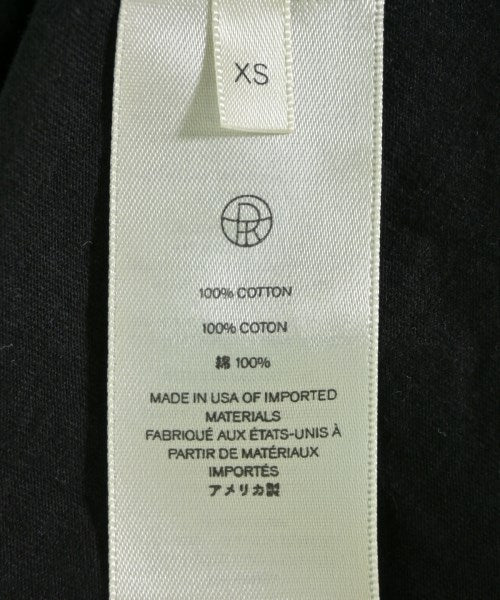 XS
100% COTTON
100% COTON
綿 100%
MADE IN USA OF IMPORTED
MATERIALS
FABRIQUÉ AUX ÉTATS-UNIS À
PARTIR DE MATÉRIAUX
IMPORTÉS
アメリカ製